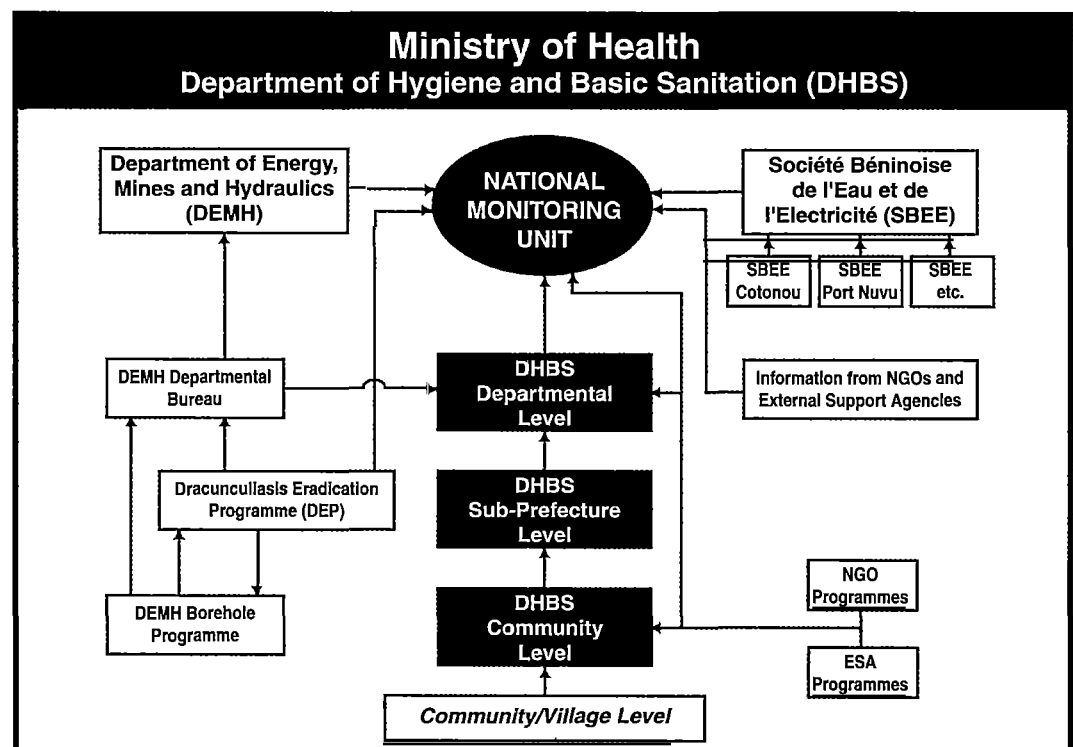 Ministry of Health
Department of Hygiene and Basic Sanitation (DHBS)
Department of Energy,
Mines and Hydraulics
(DEMH)
NATIONAL
MONITORING
UNIT
Société Béninoise
de l'Eau et de
l'Electricité (SBEE)
SBEE
Cotonou
SBEE
Port Nuvu
SBEE
etc.
DEMH Departmental
Bureau
DHBS
Departmental
Level
Information from NGOs and
External Support Agencies
Dracuncullasis Eradication
Programme (DEP)
DHBS
Sub-Prefecture
Level
DEMH Borehole
Programme
DHBS
Community
Level
NGO
Programmes
ESA
Programmes
Community/Village Level